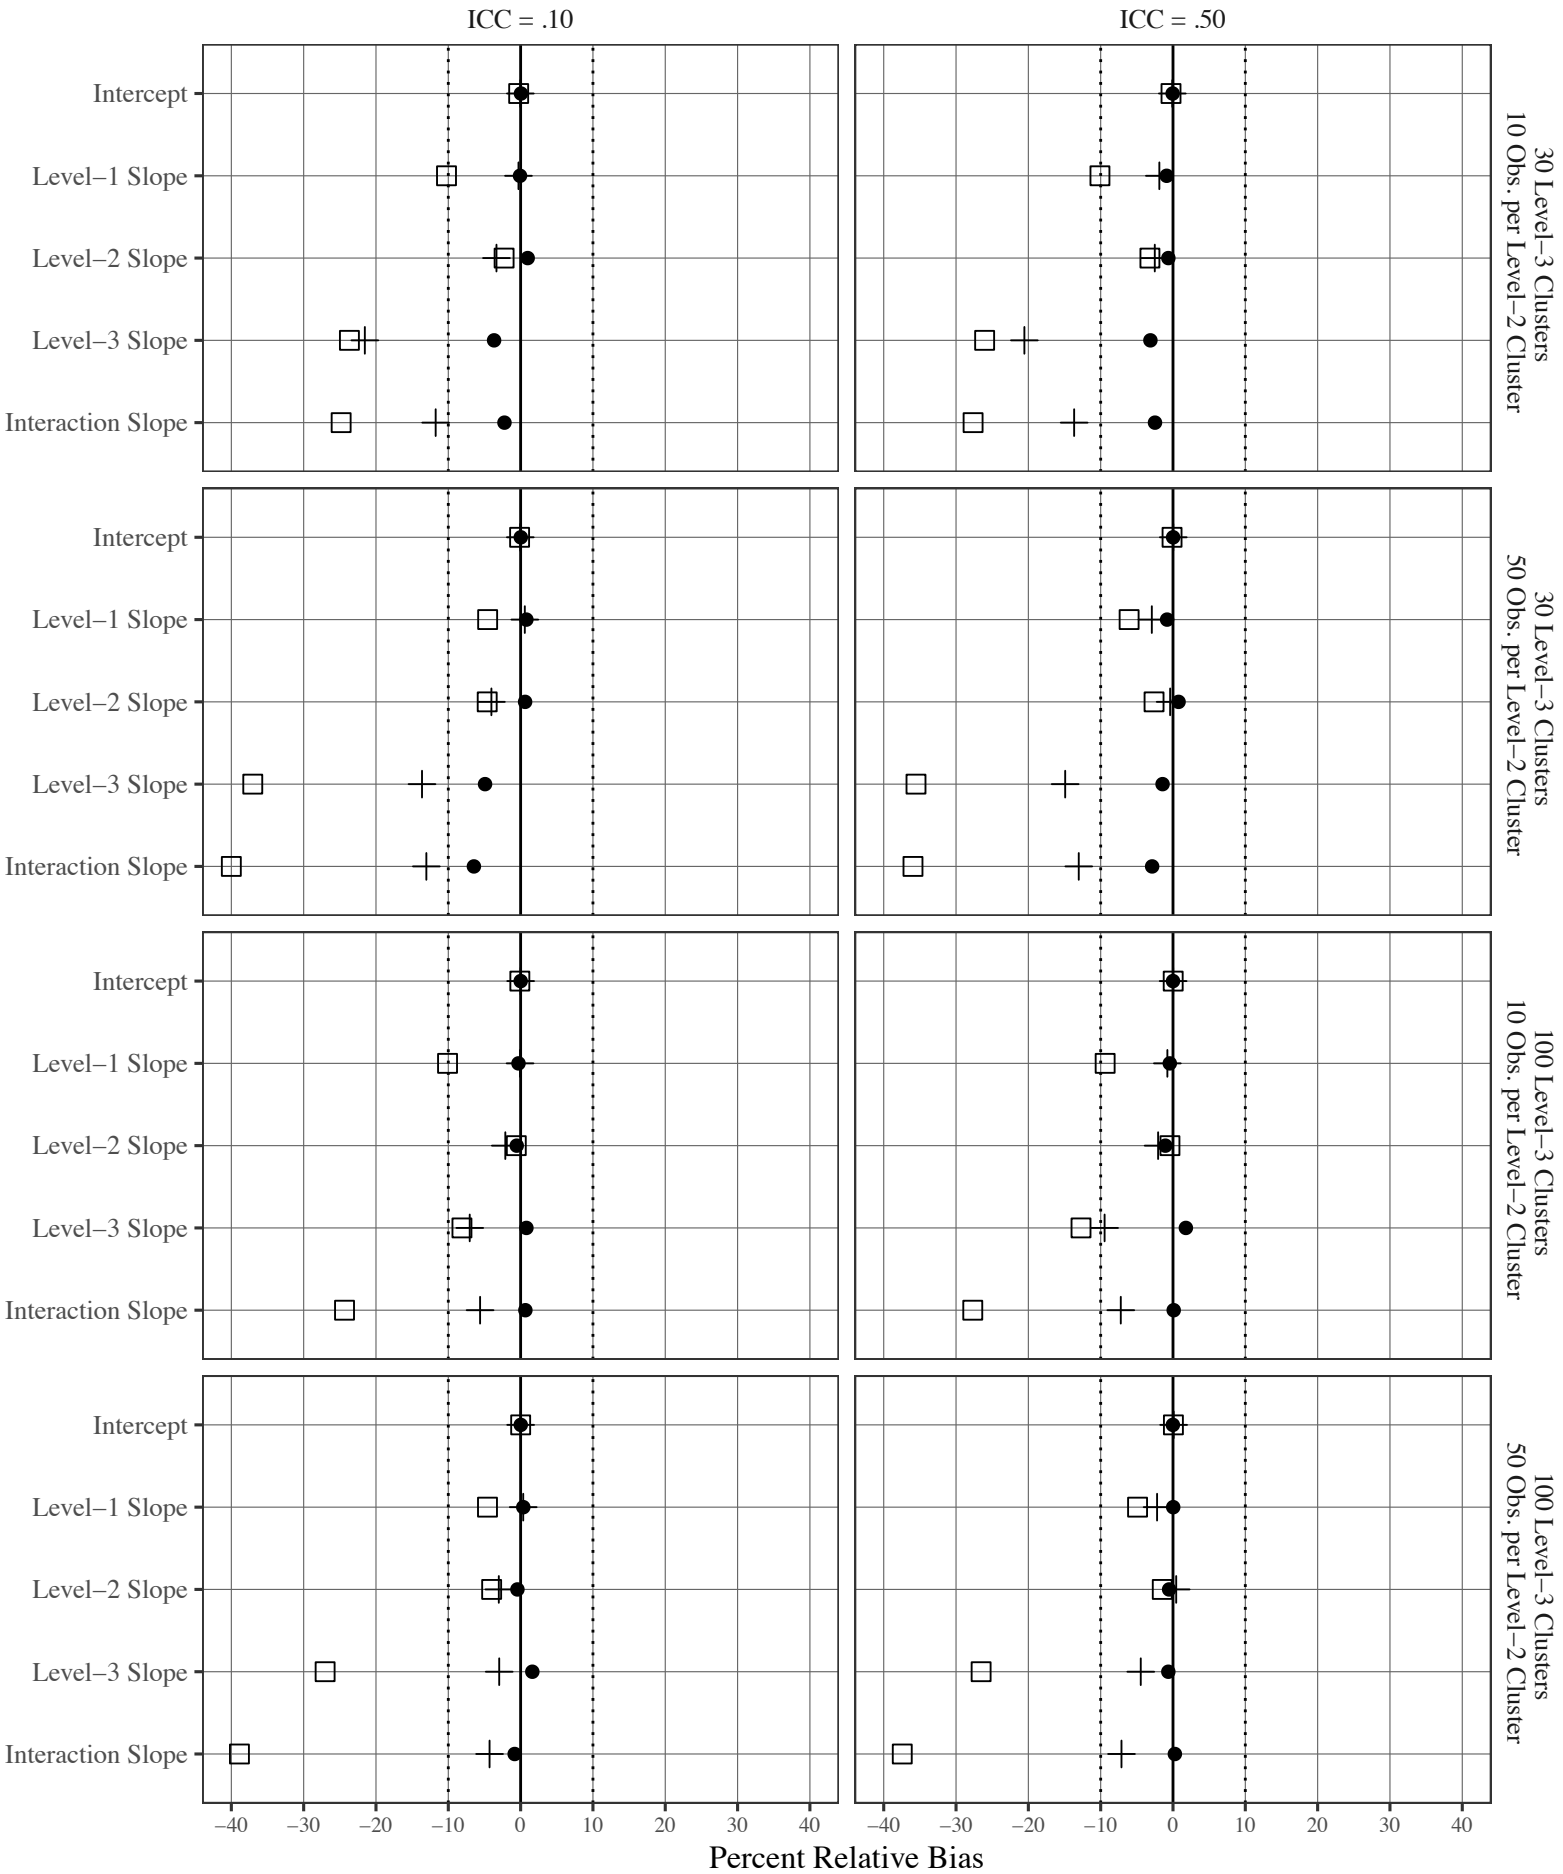 ICC = .10
ICC = .50
Intercept
Level−1 Slope
Level−2 Slope
Level−3 Slope
Interaction Slope
30 Level−3 Clusters
10 Obs. per Level−2 Cluster
Intercept
Level−1 Slope
Level−2 Slope
Level−3 Slope
Interaction Slope
30 Level−3 Clusters
50 Obs. per Level−2 Cluster
Intercept
Level−1 Slope
Level−2 Slope
Level−3 Slope
Interaction Slope
100 Level−3 Clusters
10 Obs. per Level−2 Cluster
Intercept
Level−1 Slope
Level−2 Slope
Level−3 Slope
Interaction Slope
100 Level−3 Clusters
50 Obs. per Level−2 Cluster
−40 −30 −20 −10 0 10 20 30 40
−40 −30 −20 −10 0 10 20 30 40
Percent Relative Bias